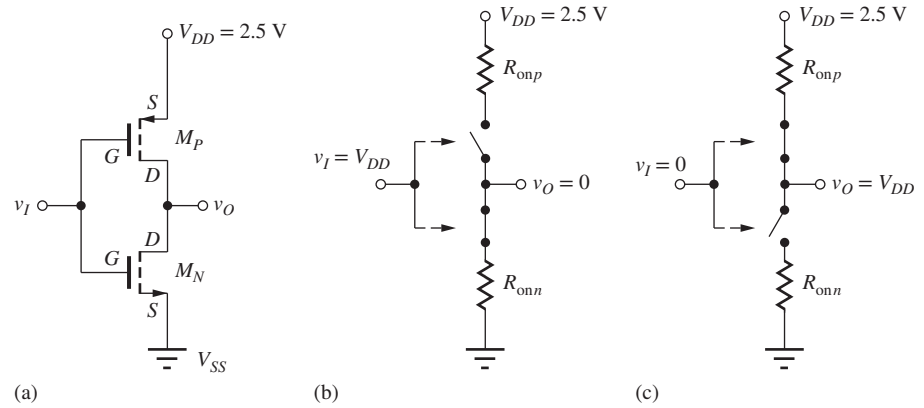 V_DD = 2.5 V
S
M_P
G
D
v_I
v_O
D
G
M_N
S
V_SS
(a)
V_DD = 2.5 V
R_onp
v_I = V_DD
v_O = 0
R_onn
(b)
V_DD = 2.5 V
R_onp
v_I = 0
v_O = V_DD
R_onn
(c)